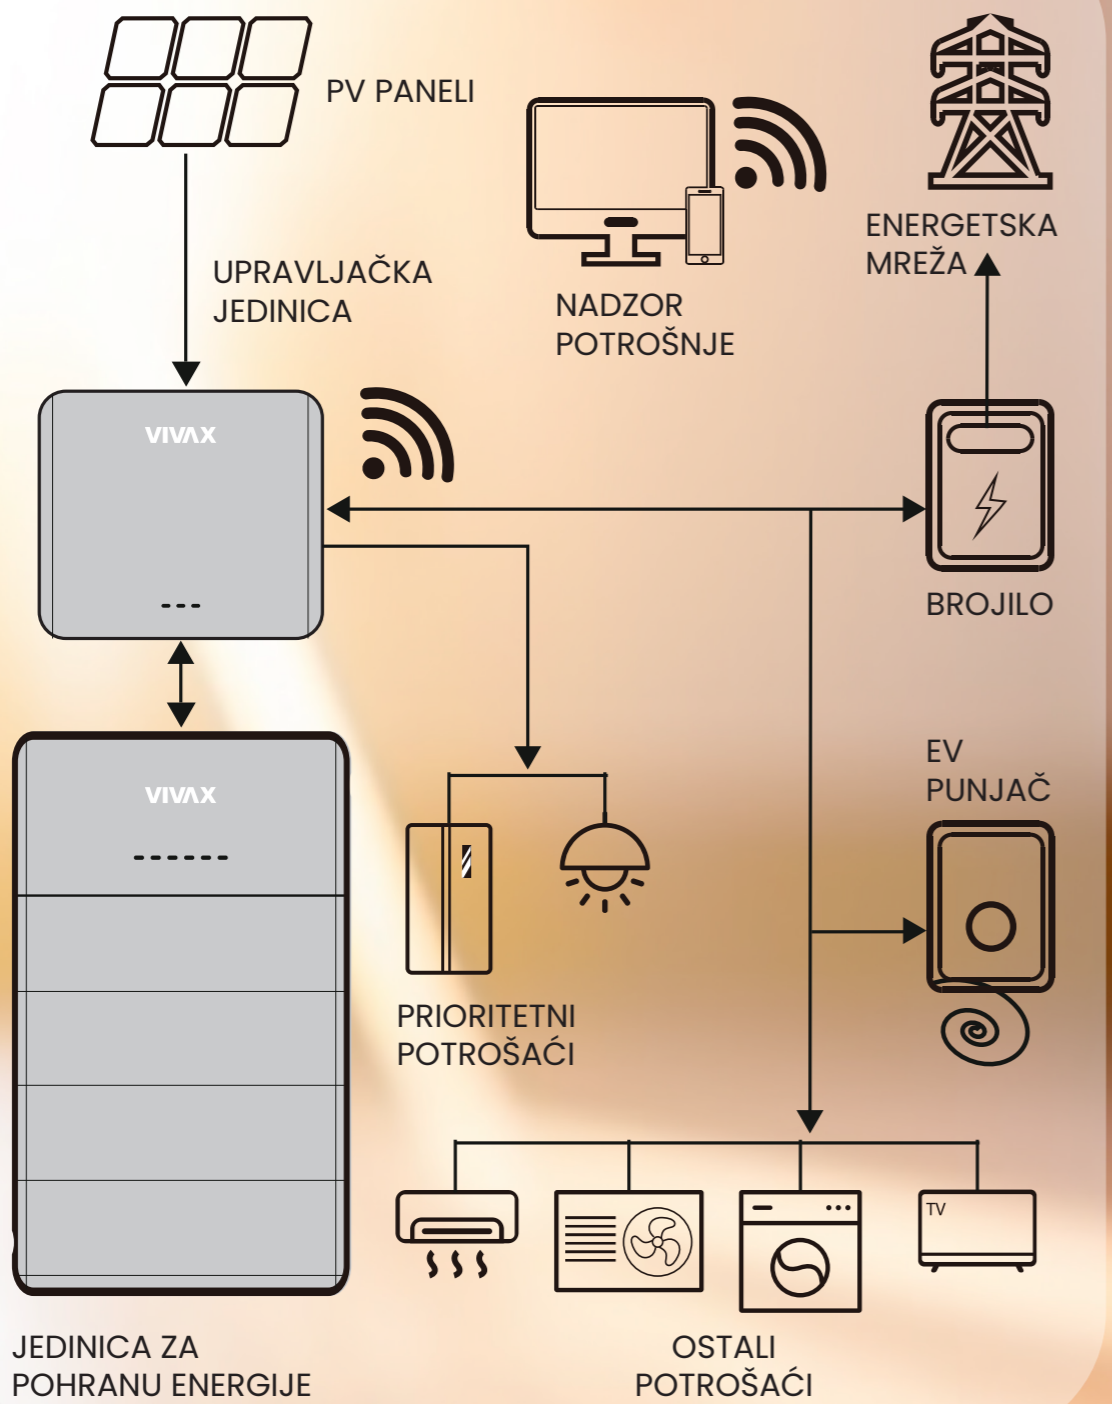 PV PANELI
ENERGETSKA
MREŽA
UPRAVLJAČKA
JEDINICA
NADZOR
POTROŠNJE
VIVAX
BROJILO
VIVAX
EV
PUNJAČ
PRIORITETNI
POTROŠAĆI
TV
JEDINICA ZA
POHRANU ENERGIJE
OSTALI
POTROŠAĆI